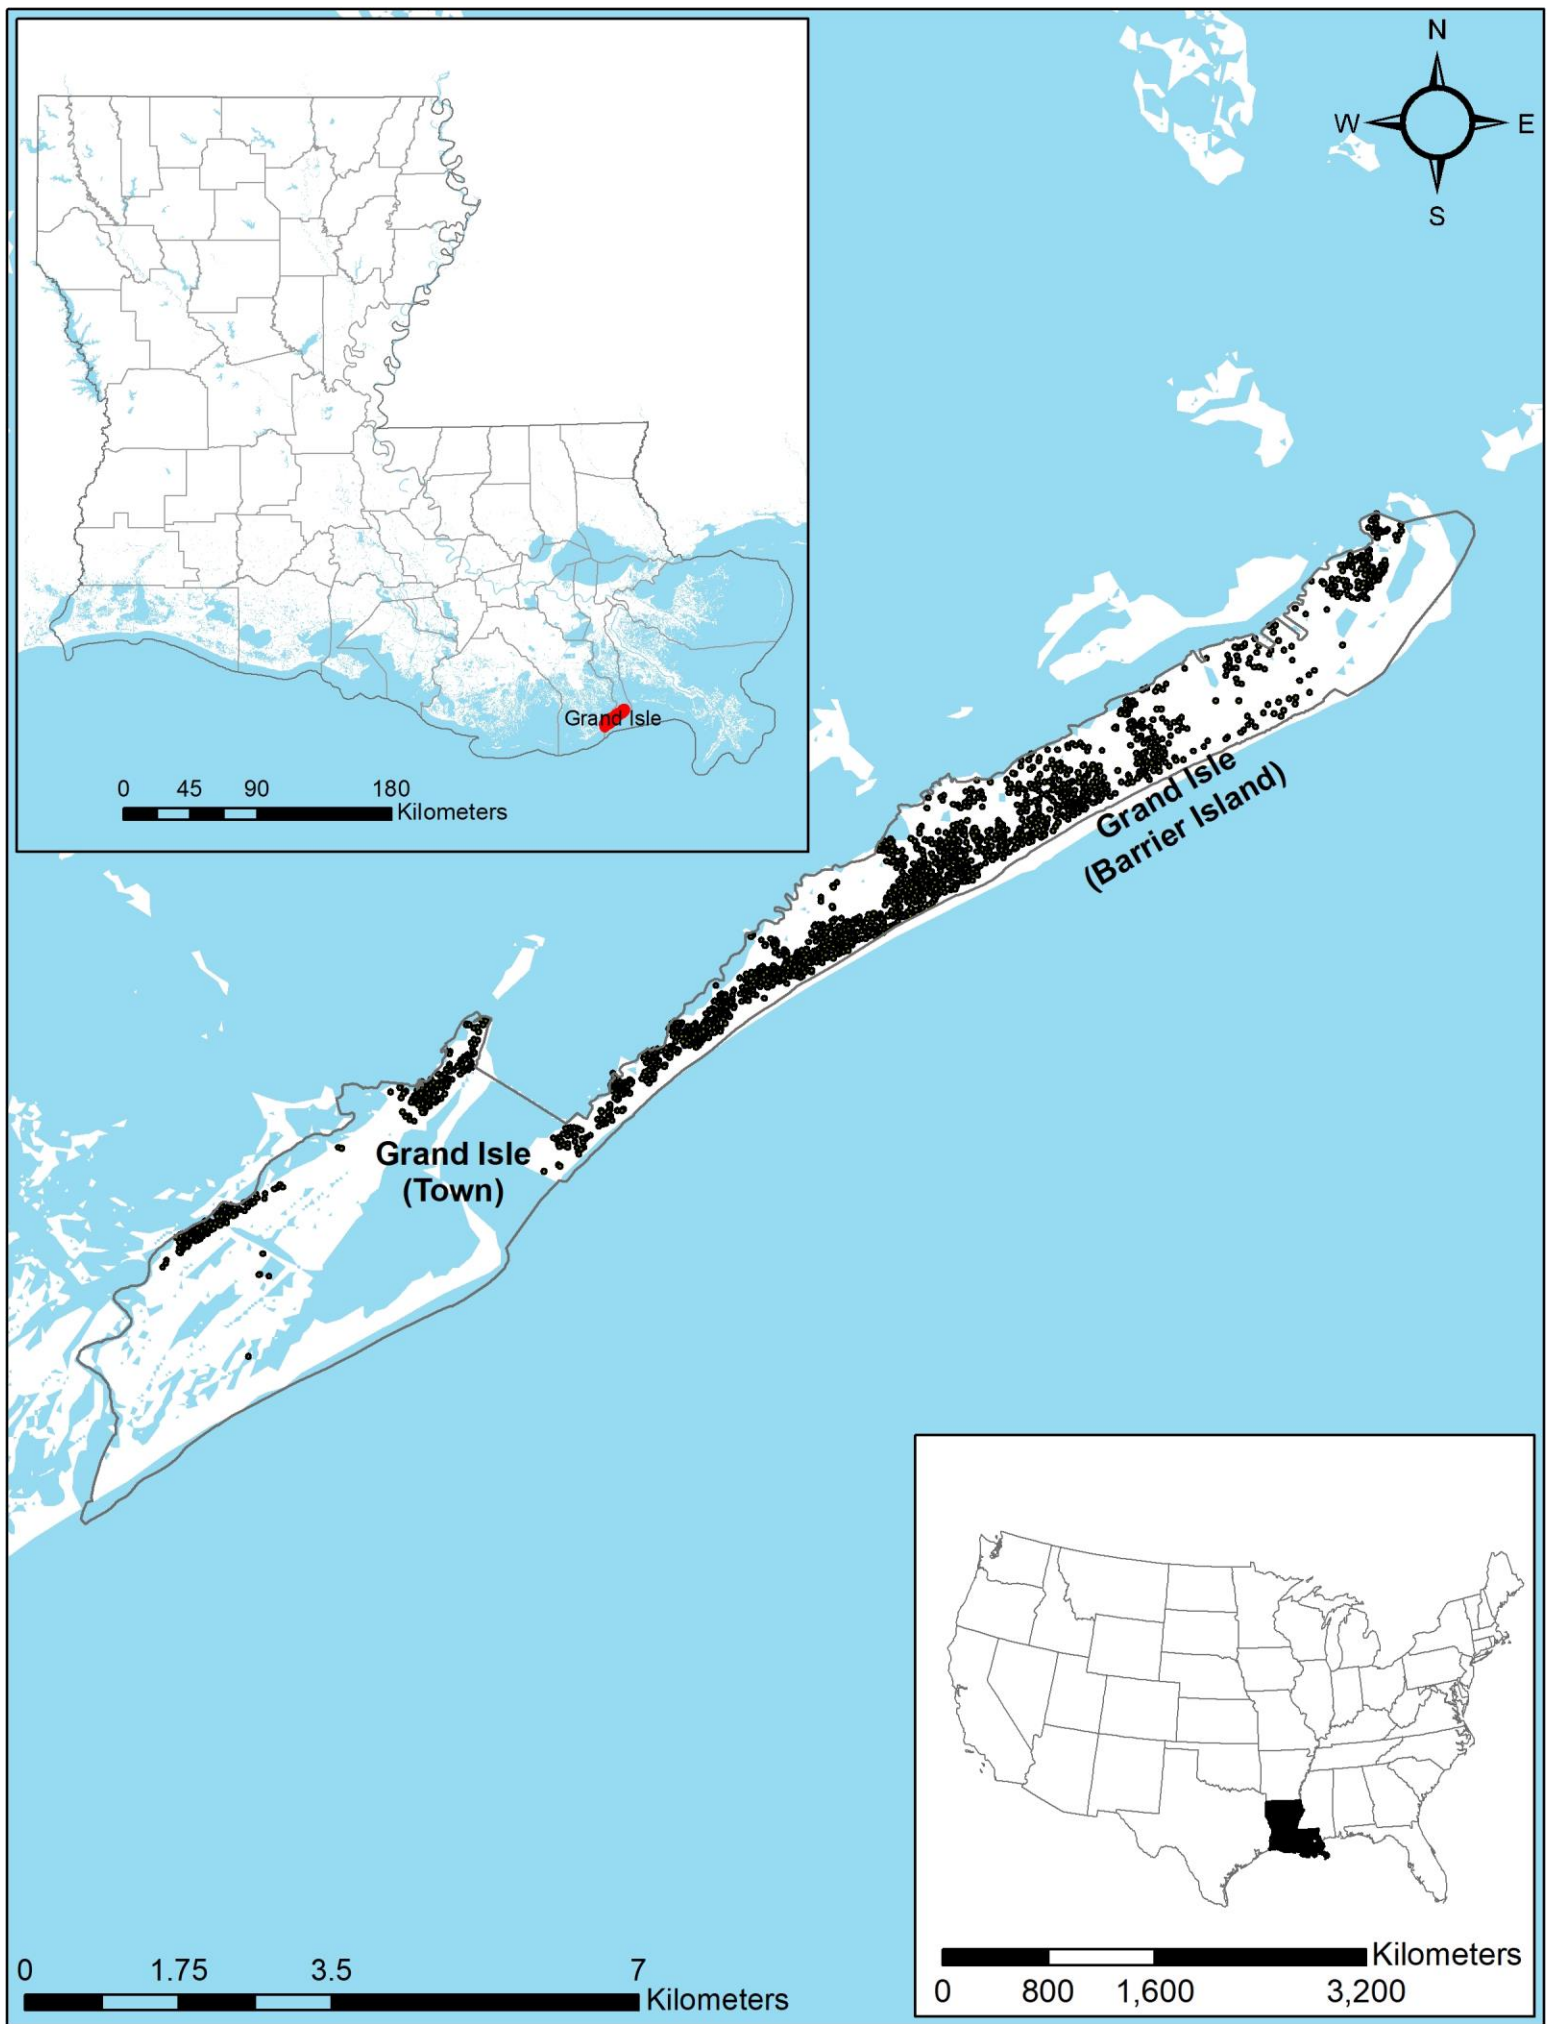 N
W E
S
Grand Isle
0 45 90 180
Kilometers
Grand Isle
(Barrier Island)
Grand Isle
(Town)
0 1.75 3.5 7
Kilometers
Kilometers
0 800 1,600 3,200